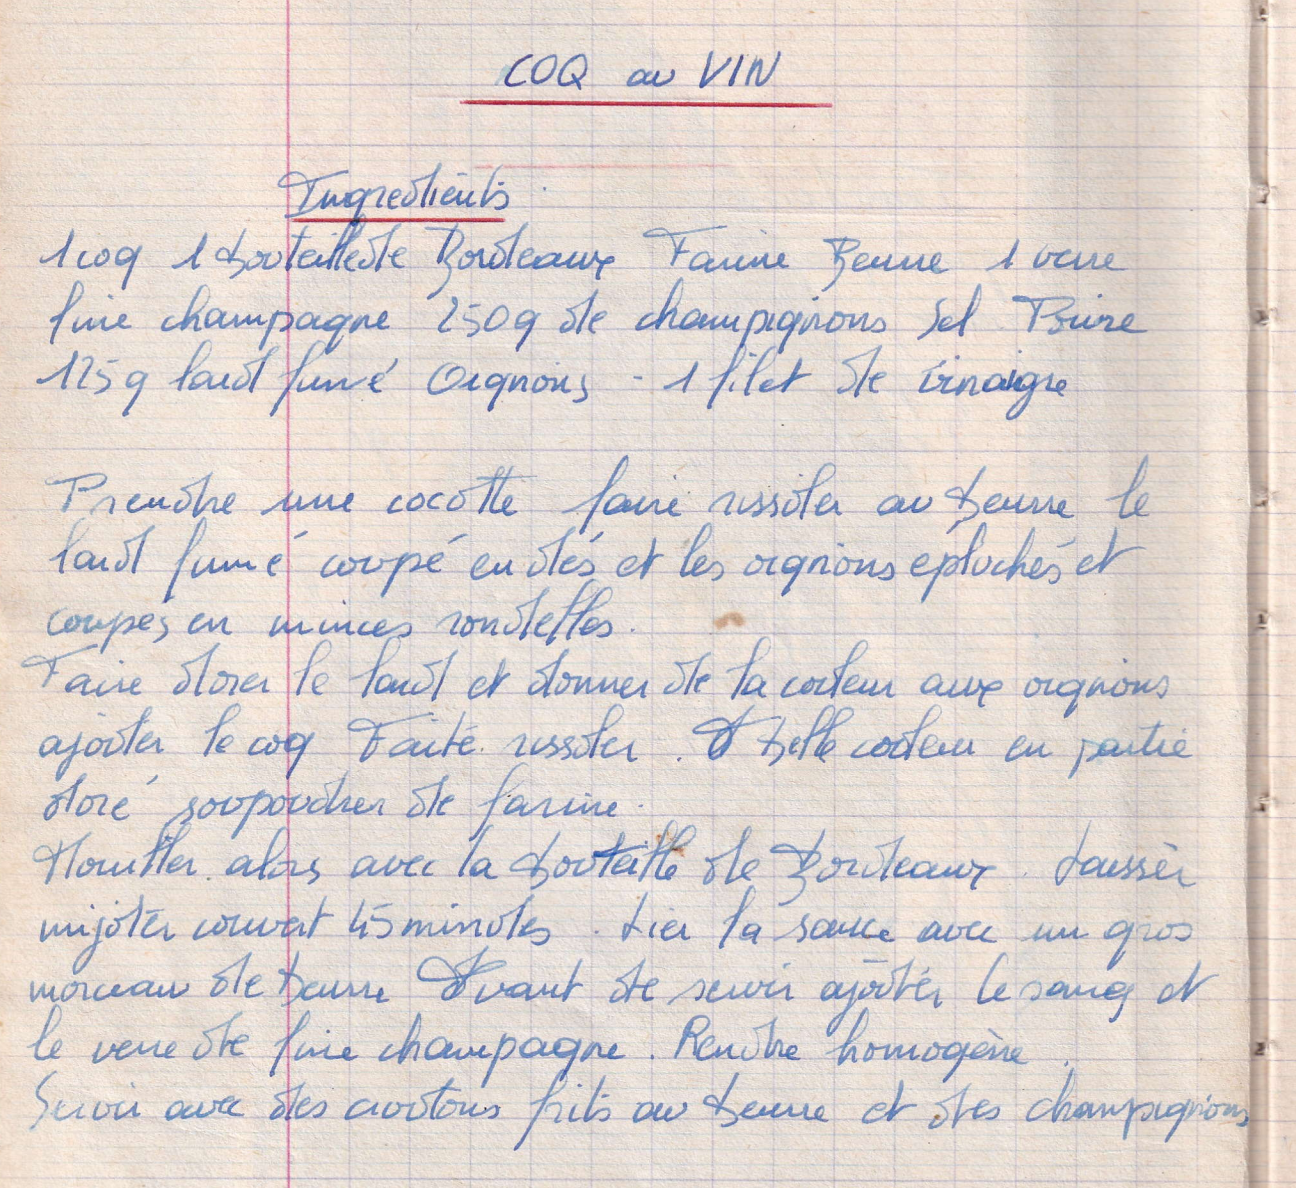 COQ au VIN
Ingredients
1 coq 1 bouteille de Bordeaux Farine Beurre 1 verre
fine champagne 250g de champignons Sel Poivre
125g lard fumé Oignons - 1 filet de vinaigre
Prendre une cocotte faire rissoler au beurre le
lard fumé coupé en dés et les oignons épluchés et
coupés en minces rondelles.
Faire dorer le lard et donner de la couleur aux oignons
ajouter le coq Faite rissoler. A belle couleur en partie
doré soupoudrer de farine.
Mouiller alors avec la bouteille de Bordeaux. Laisser
mijoter couvert 45 minutes. Lier la sauce avec un gros
morceau de beurre Avant de servir ajouter le sang et
le verre de fine champagne. Rendre homogène.
Servir avec des croutons frits au beurre et des champignons